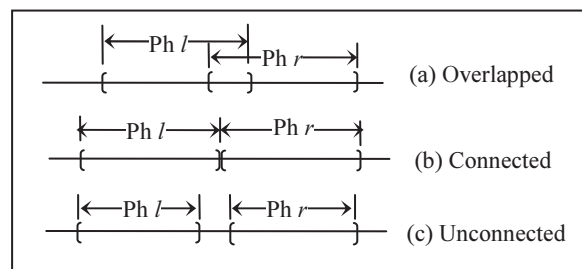 Ph l
Ph r
(a) Overlapped
Ph l
Ph r
(b) Connected
Ph l
Ph r
(c) Unconnected